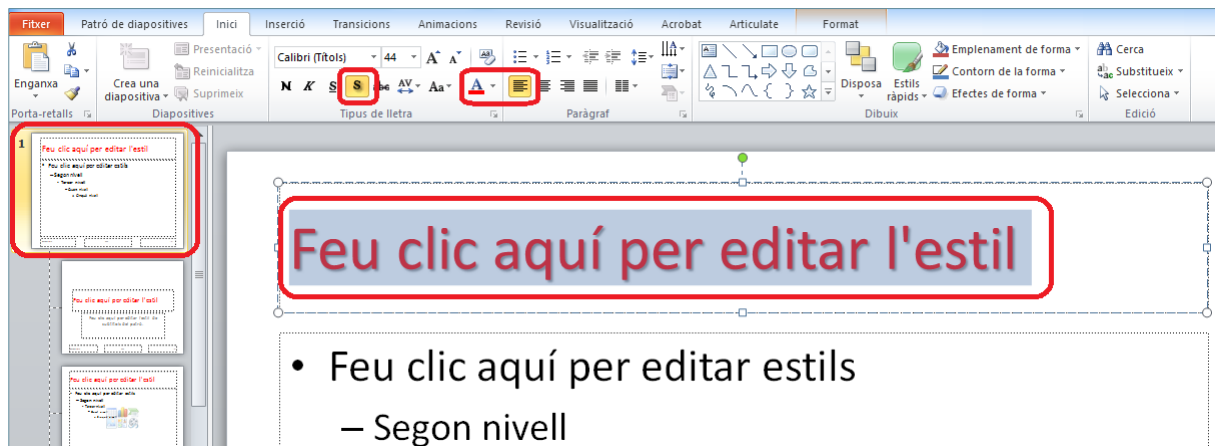 Fitxer Patró de diapositives Inici Inserció Transicions Animacions Revisió Visualització Acrobat Articulate Format
Enganxa
Porta-retalls
Crea una diapositiva
Presentació
Reinicialitza
Suprimeix
Diapositives
Calibri (Títols) 44
N K S S abc AV Aa A
Tipus de lletra
Paràgraf
Disposa
Estils ràpids
Emplenament de forma
Contorn de la forma
Efectes de forma
Dibuix
Cerca
Substitueix
Selecciona
Edició
1
Feu clic aquí per editar l'estil
Feu clic aquí per editar estils
Segon nivell
Tercer nivell
Feu clic aquí per editar l'estil
Feu clic aquí per editar l'estil
Feu clic aquí per editar l'estil
• Feu clic aquí per editar estils
– Segon nivell